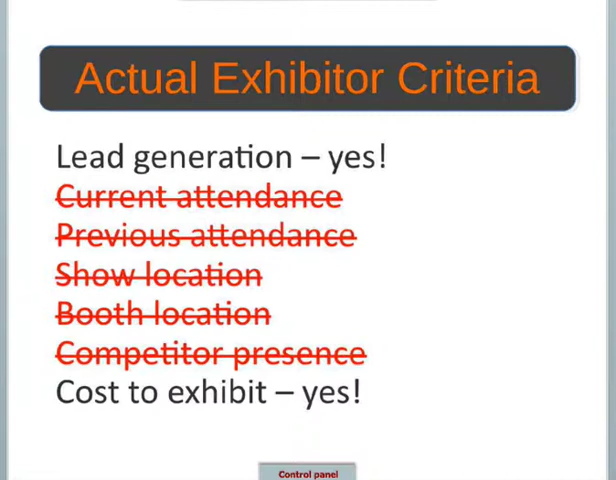 Actual Exhibitor Criteria
Lead generation – yes!
Current attendance
Previous attendance
Show location
Booth location
Competitor presence
Cost to exhibit – yes!
Control panel